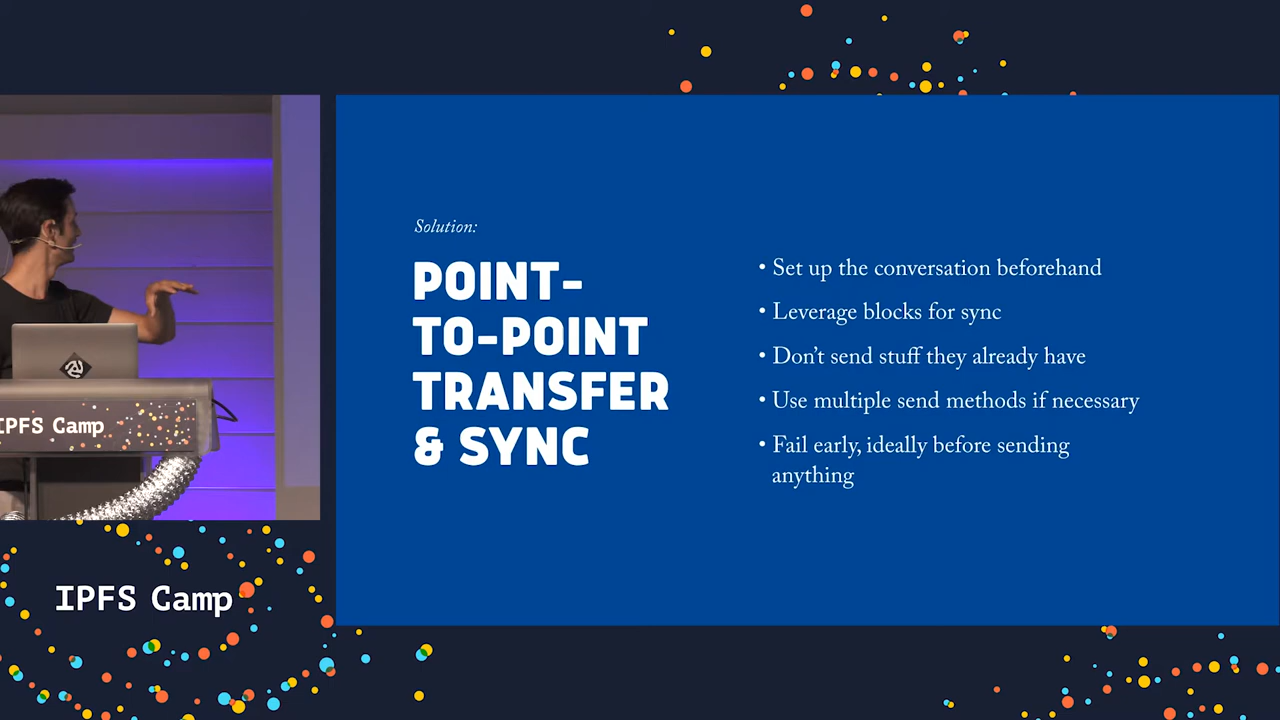 Solution:
POINT-
TO-POINT
TRANSFER
& SYNC
• Set up the conversation beforehand
• Leverage blocks for sync
• Don’t send stuff they already have
• Use multiple send methods if necessary
• Fail early, ideally before sending
anything
IPFS Camp
IPFS Camp